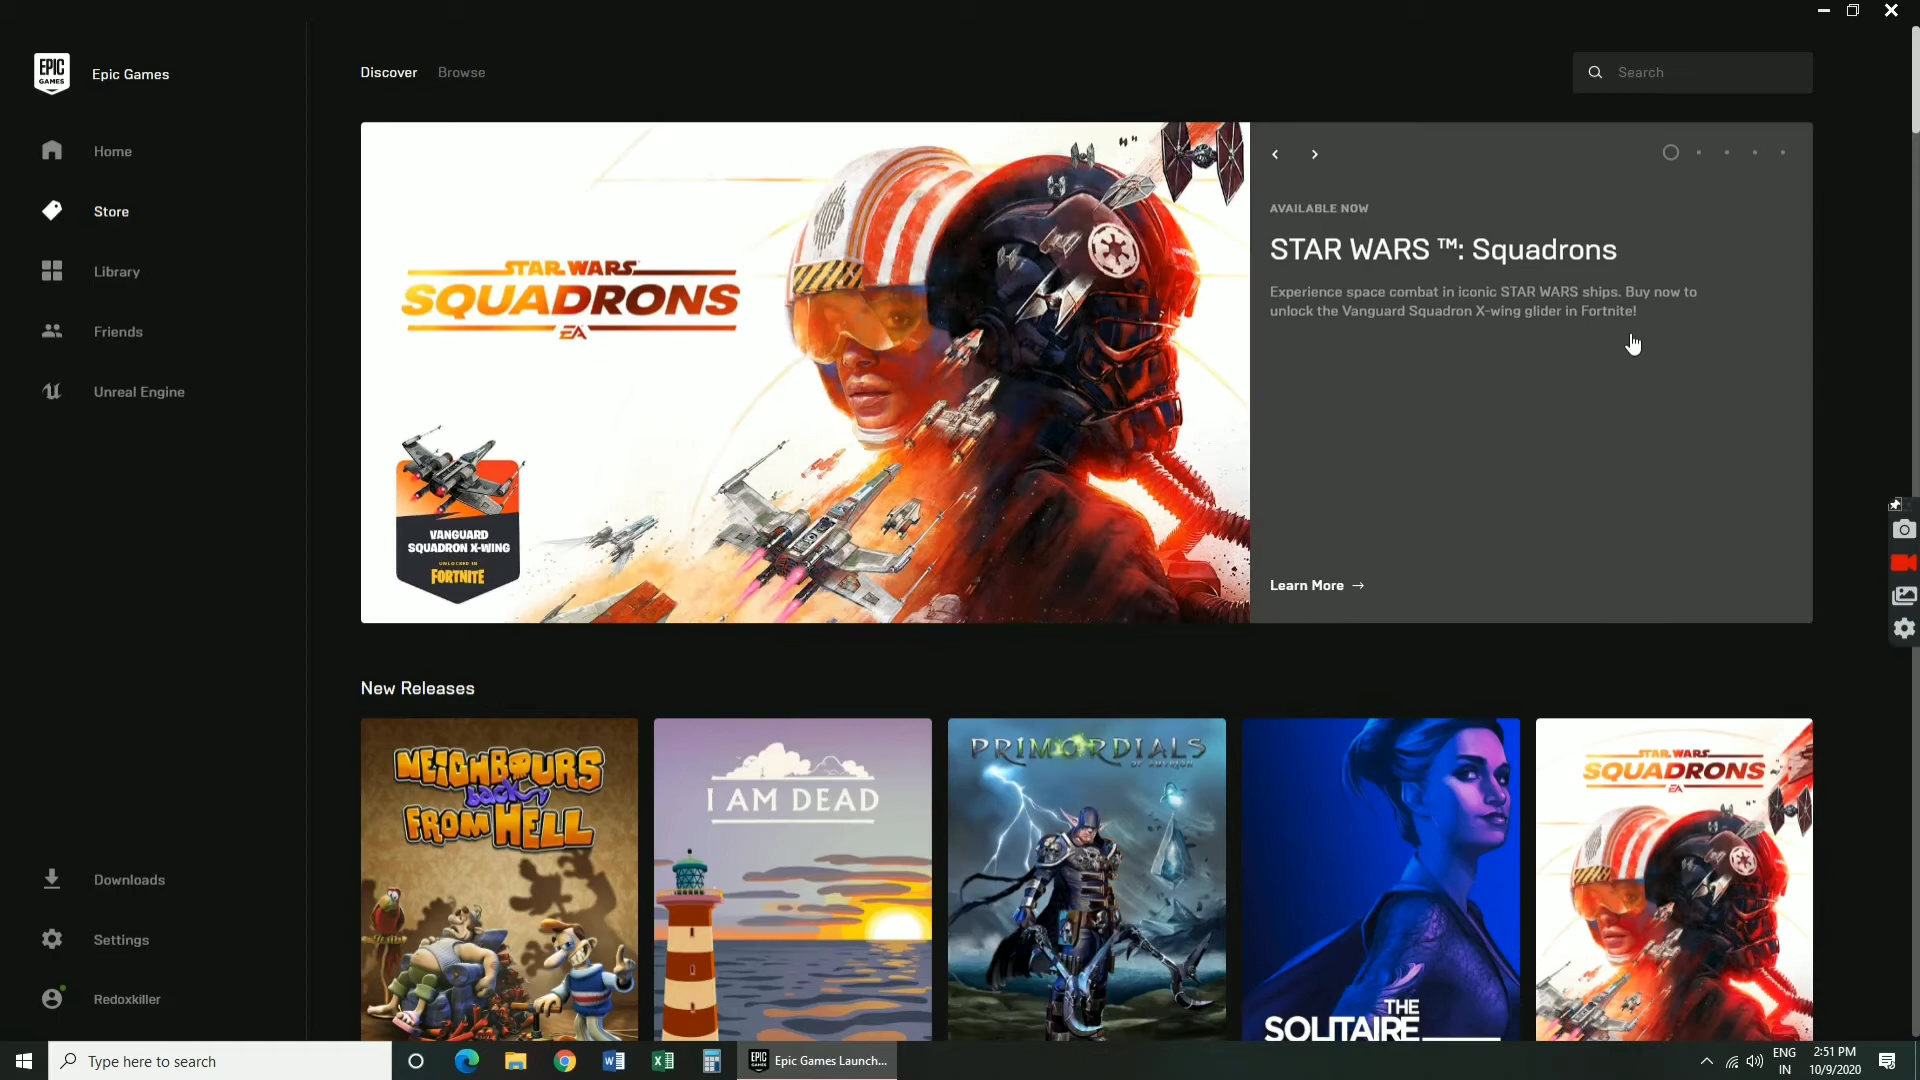 EPIC
GAMES
Epic Games
Home
Store
Library
Friends
Unreal Engine
Downloads
Settings
Redoxkiller
Discover
Browse
Search
STAR WARS
SQUADRONS
EA
VANGUARD
SQUADRON X-WING
UNLOCKED IN
FORTNITE
AVAILABLE NOW
STAR WARS ™: Squadrons
Experience space combat in iconic STAR WARS ships. Buy now to
unlock the Vanguard Squadron X-wing glider in Fortnite!
Learn More →
New Releases
NEIGHBOURS
back
FROM HELL
I AM DEAD
PRIMORDIALS
THE
SOLITAIRE
STAR WARS
SQUADRONS
EA
Type here to search
EPIC
GAMES
Epic Games Launch...
ENG
IN
2:51 PM
10/9/2020